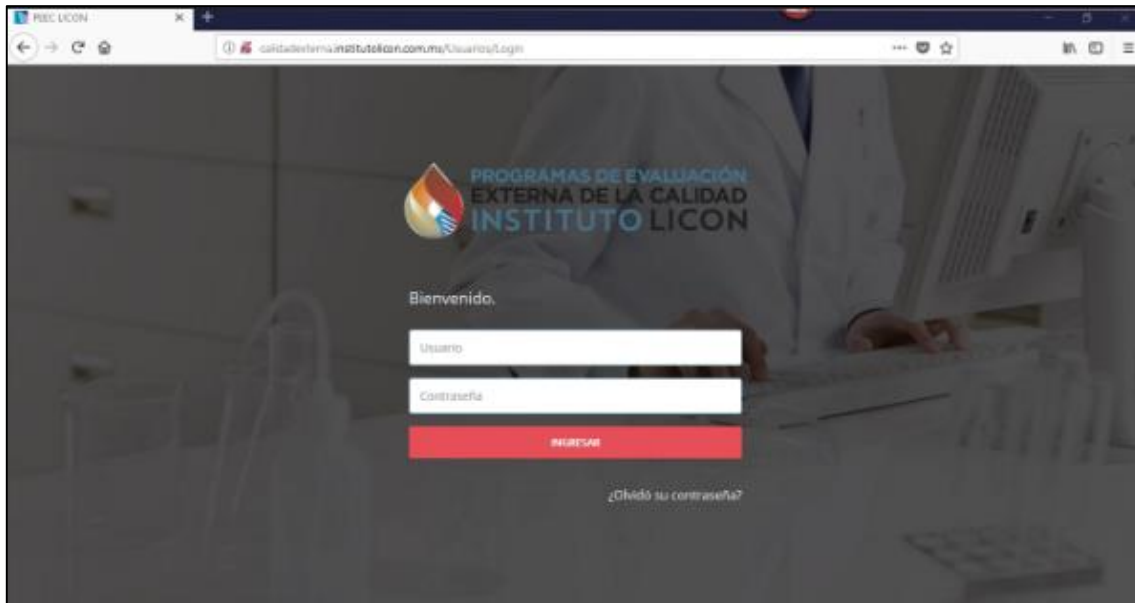 PEEC LICON
calidadexterna.institutolicon.com.mx/Usuarios/Login
PROGRAMAS DE EVALUACIÓN
EXTERNA DE LA CALIDAD
INSTITUTO LICON
Bienvenido.
Usuario
Contraseña
INGRESAR
¿Olvidó su contraseña?